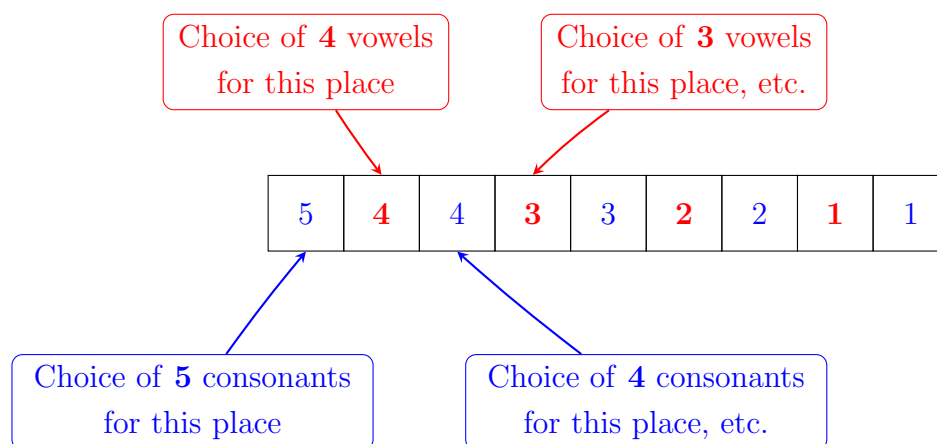 Choice of 4 vowels
for this place
Choice of 3 vowels
for this place, etc.
5 4 4 3 3 2 2 1 1
Choice of 5 consonants
for this place
Choice of 4 consonants
for this place, etc.